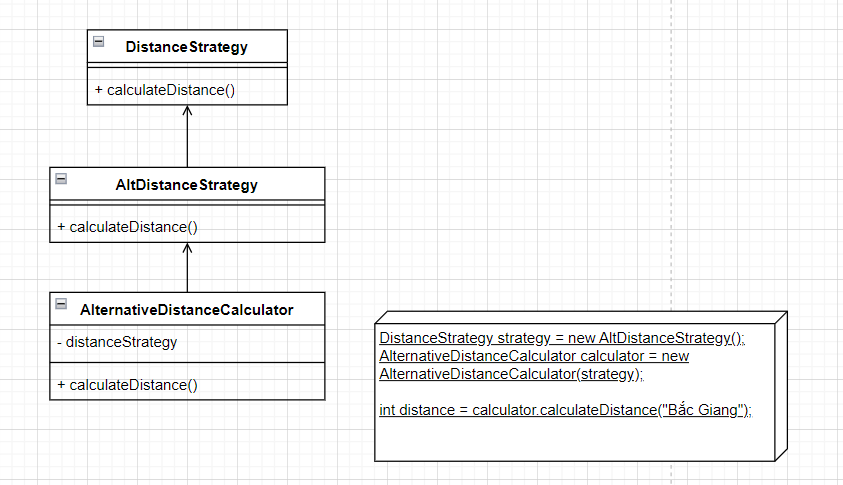 DistanceStrategy
+ calculateDistance()
AltDistanceStrategy
+ calculateDistance()
AlternativeDistanceCalculator
- distanceStrategy
+ calculateDistance()
DistanceStrategy strategy = new AltDistanceStrategy();
AlternativeDistanceCalculator calculator = new
AlternativeDistanceCalculator(strategy);
int distance = calculator.calculateDistance("Bắc Giang");